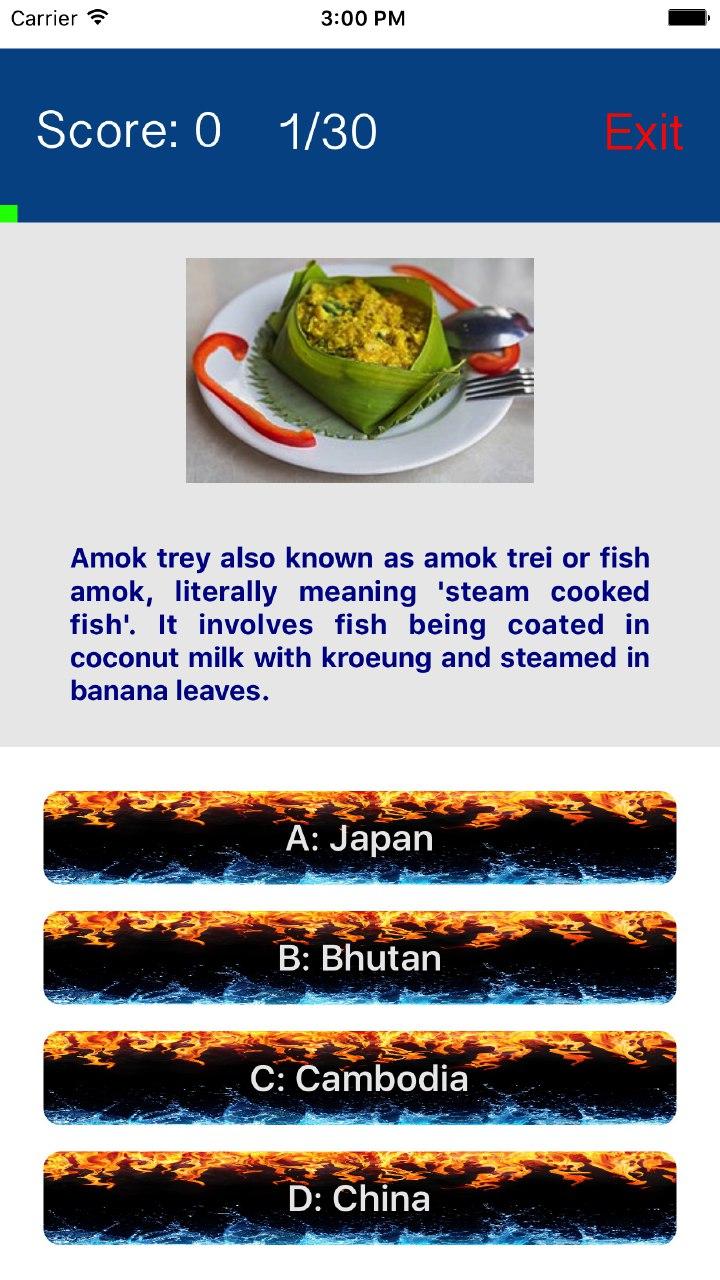 Carrier 3:00 PM
Score: 0 1/30 Exit
Amok trey also known as amok trei or fish
amok, literally meaning 'steam cooked
fish'. It involves fish being coated in
coconut milk with kroeung and steamed in
banana leaves.
A: Japan
B: Bhutan
C: Cambodia
D: China